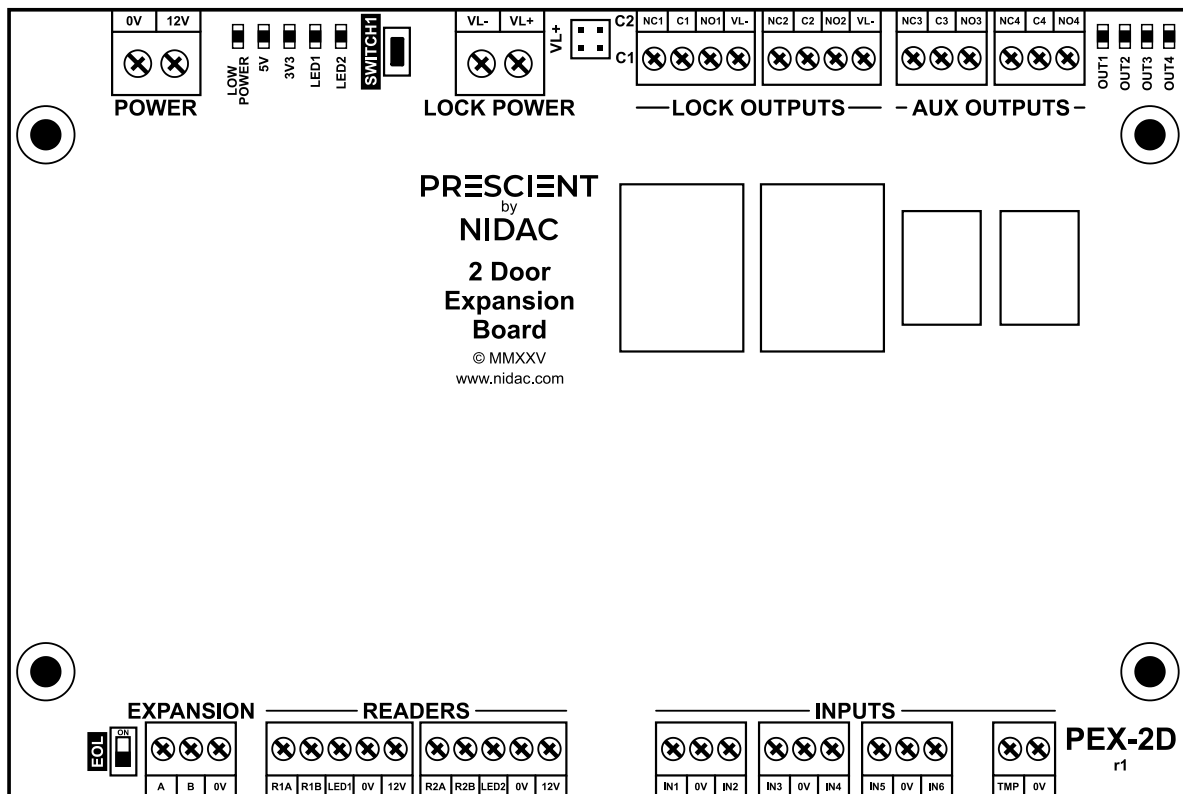 0V 12V
POWER
LOW POWER 5V 3V3 LED1 LED2
SWITCH1
VL- VL+
LOCK POWER
VL+ C2 C1
NC1 C1 NO1 VL- NC2 C2 NO2 VL-
LOCK OUTPUTS
NC3 C3 NO3 NC4 C4 NO4
AUX OUTPUTS
OUT1 OUT2 OUT3 OUT4
PRESCIENT
by
NIDAC
2 Door
Expansion
Board
© MMXXV
www.nidac.com
EXPANSION
EOL
ON
A B 0V
READERS
R1A R1B LED1 0V 12V R2A R2B LED2 0V 12V
INPUTS
IN1 0V IN2 IN3 0V IN4 IN5 0V IN6 TMP 0V
PEX-2D
r1